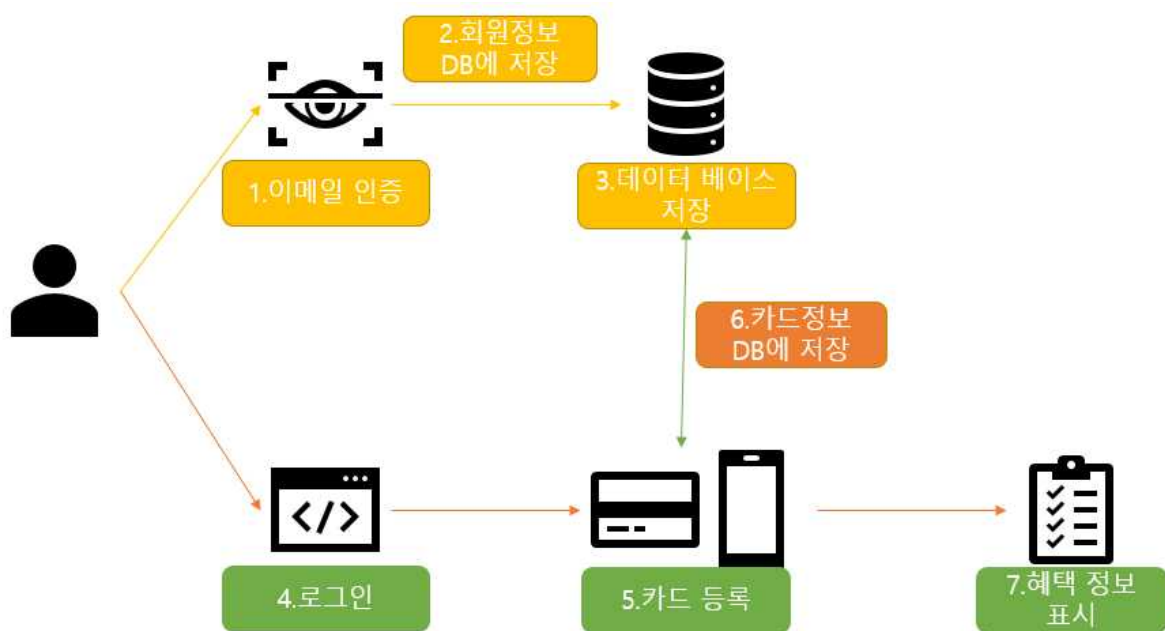 2.회원정보
DB에 저장
1.이메일 인증
3.데이터 베이스
저장
6.카드정보
DB에 저장
4.로그인
5.카드 등록
7.혜택 정보
표시